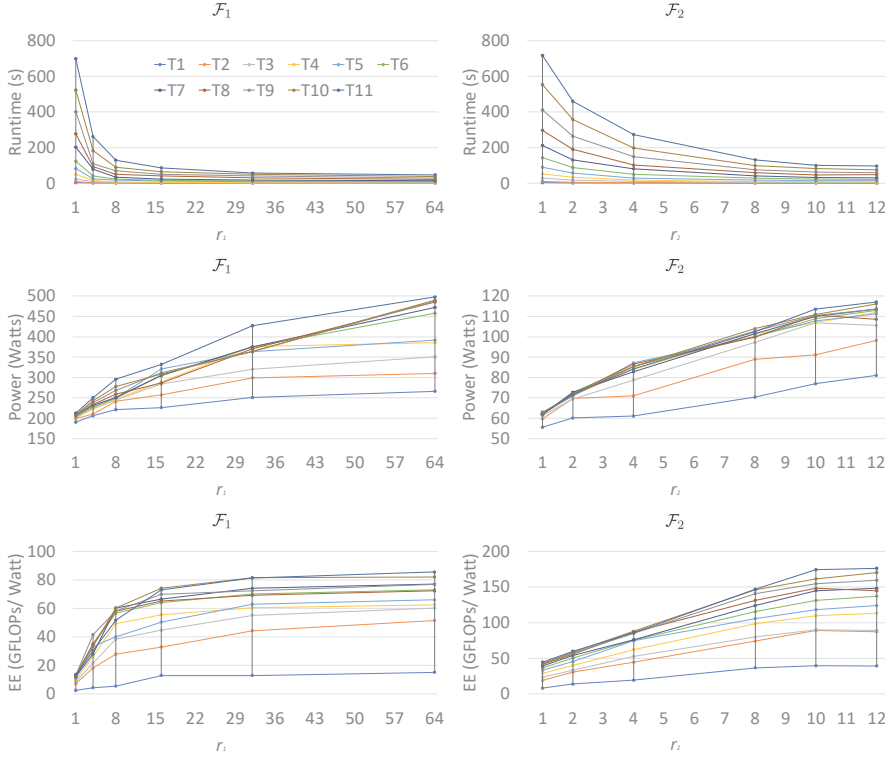 ℱ₁
800
600
400
200
0
Runtime (s)
T1 T2 T3 T4 T5 T6
T7 T8 T9 T10 T11
1 8 15 22 29 36 43 50 57 64
r₁
ℱ₂
800
600
400
200
0
Runtime (s)
1 2 3 4 5 6 7 8 9 10 11 12
r₂
ℱ₁
500
450
400
350
300
250
200
150
Power (Watts)
1 8 15 22 29 36 43 50 57 64
r₁
ℱ₂
120
110
100
90
80
70
60
50
Power (Watts)
1 2 3 4 5 6 7 8 9 10 11 12
r₂
ℱ₁
100
80
60
40
20
0
EE (GFLOPs/ Watt)
1 8 15 22 29 36 43 50 57 64
r₁
ℱ₂
200
150
100
50
0
EE (GFLOPs/ Watt)
1 2 3 4 5 6 7 8 9 10 11 12
r₂